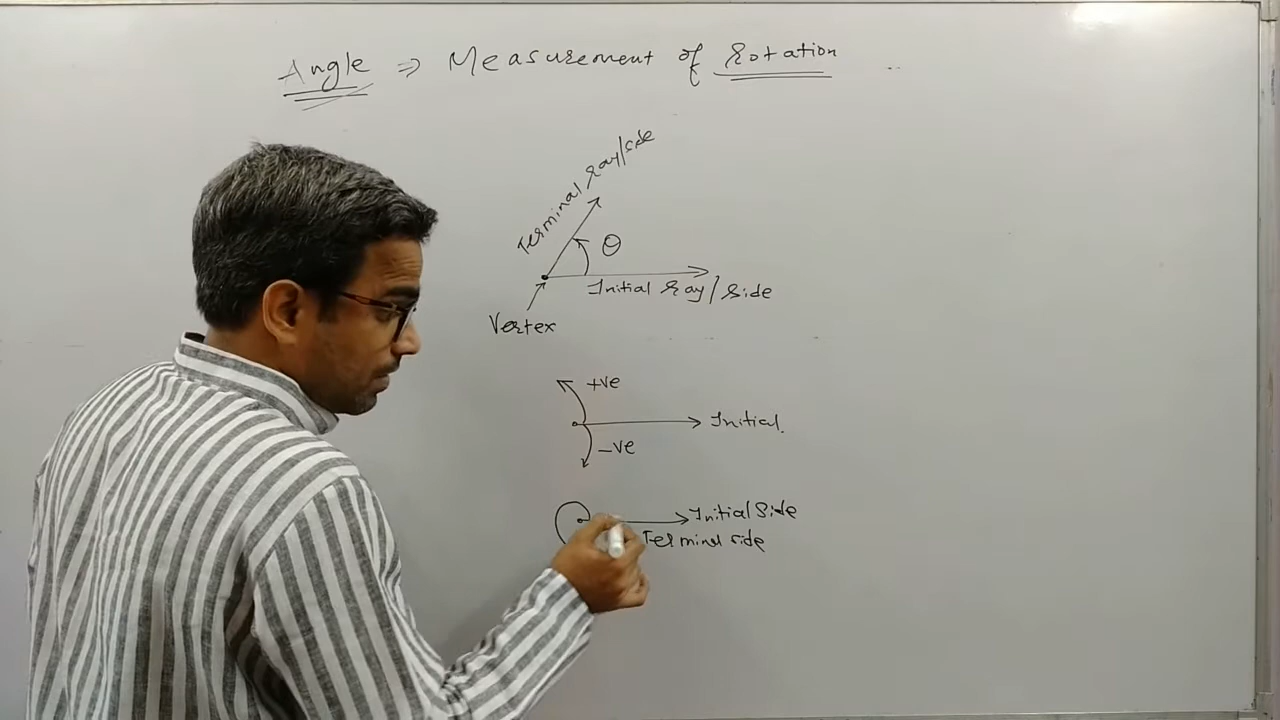 Angle ⇒ Measurement of Rotation
Terminal ray/side
θ
Initial ray/side
Vertex
+ve
Initial
-ve
Initial Side
Terminal side